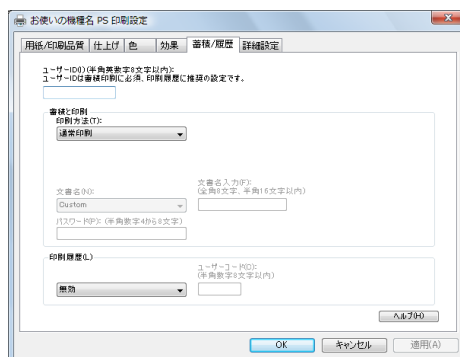 お使いの機種名 PS 印刷設定
用紙/印刷品質 仕上げ 色 効果 蓄積/履歴 詳細設定
ユーザーID(I):(半角英数字8文字以内):
ユーザーIDは蓄積印刷に必須、印刷履歴に推奨の設定です。
蓄積と印刷
印刷方法(T):
通常印刷
文書名(N):
文書名入力(F):
(全角8文字、半角16文字以内)
Custom
パスワード(P): (半角数字4から8文字)
印刷履歴(L)
ユーザーコード(O):
(半角数字8文字以内)
無効
ヘルプ(H)
OK キャンセル 適用(A)